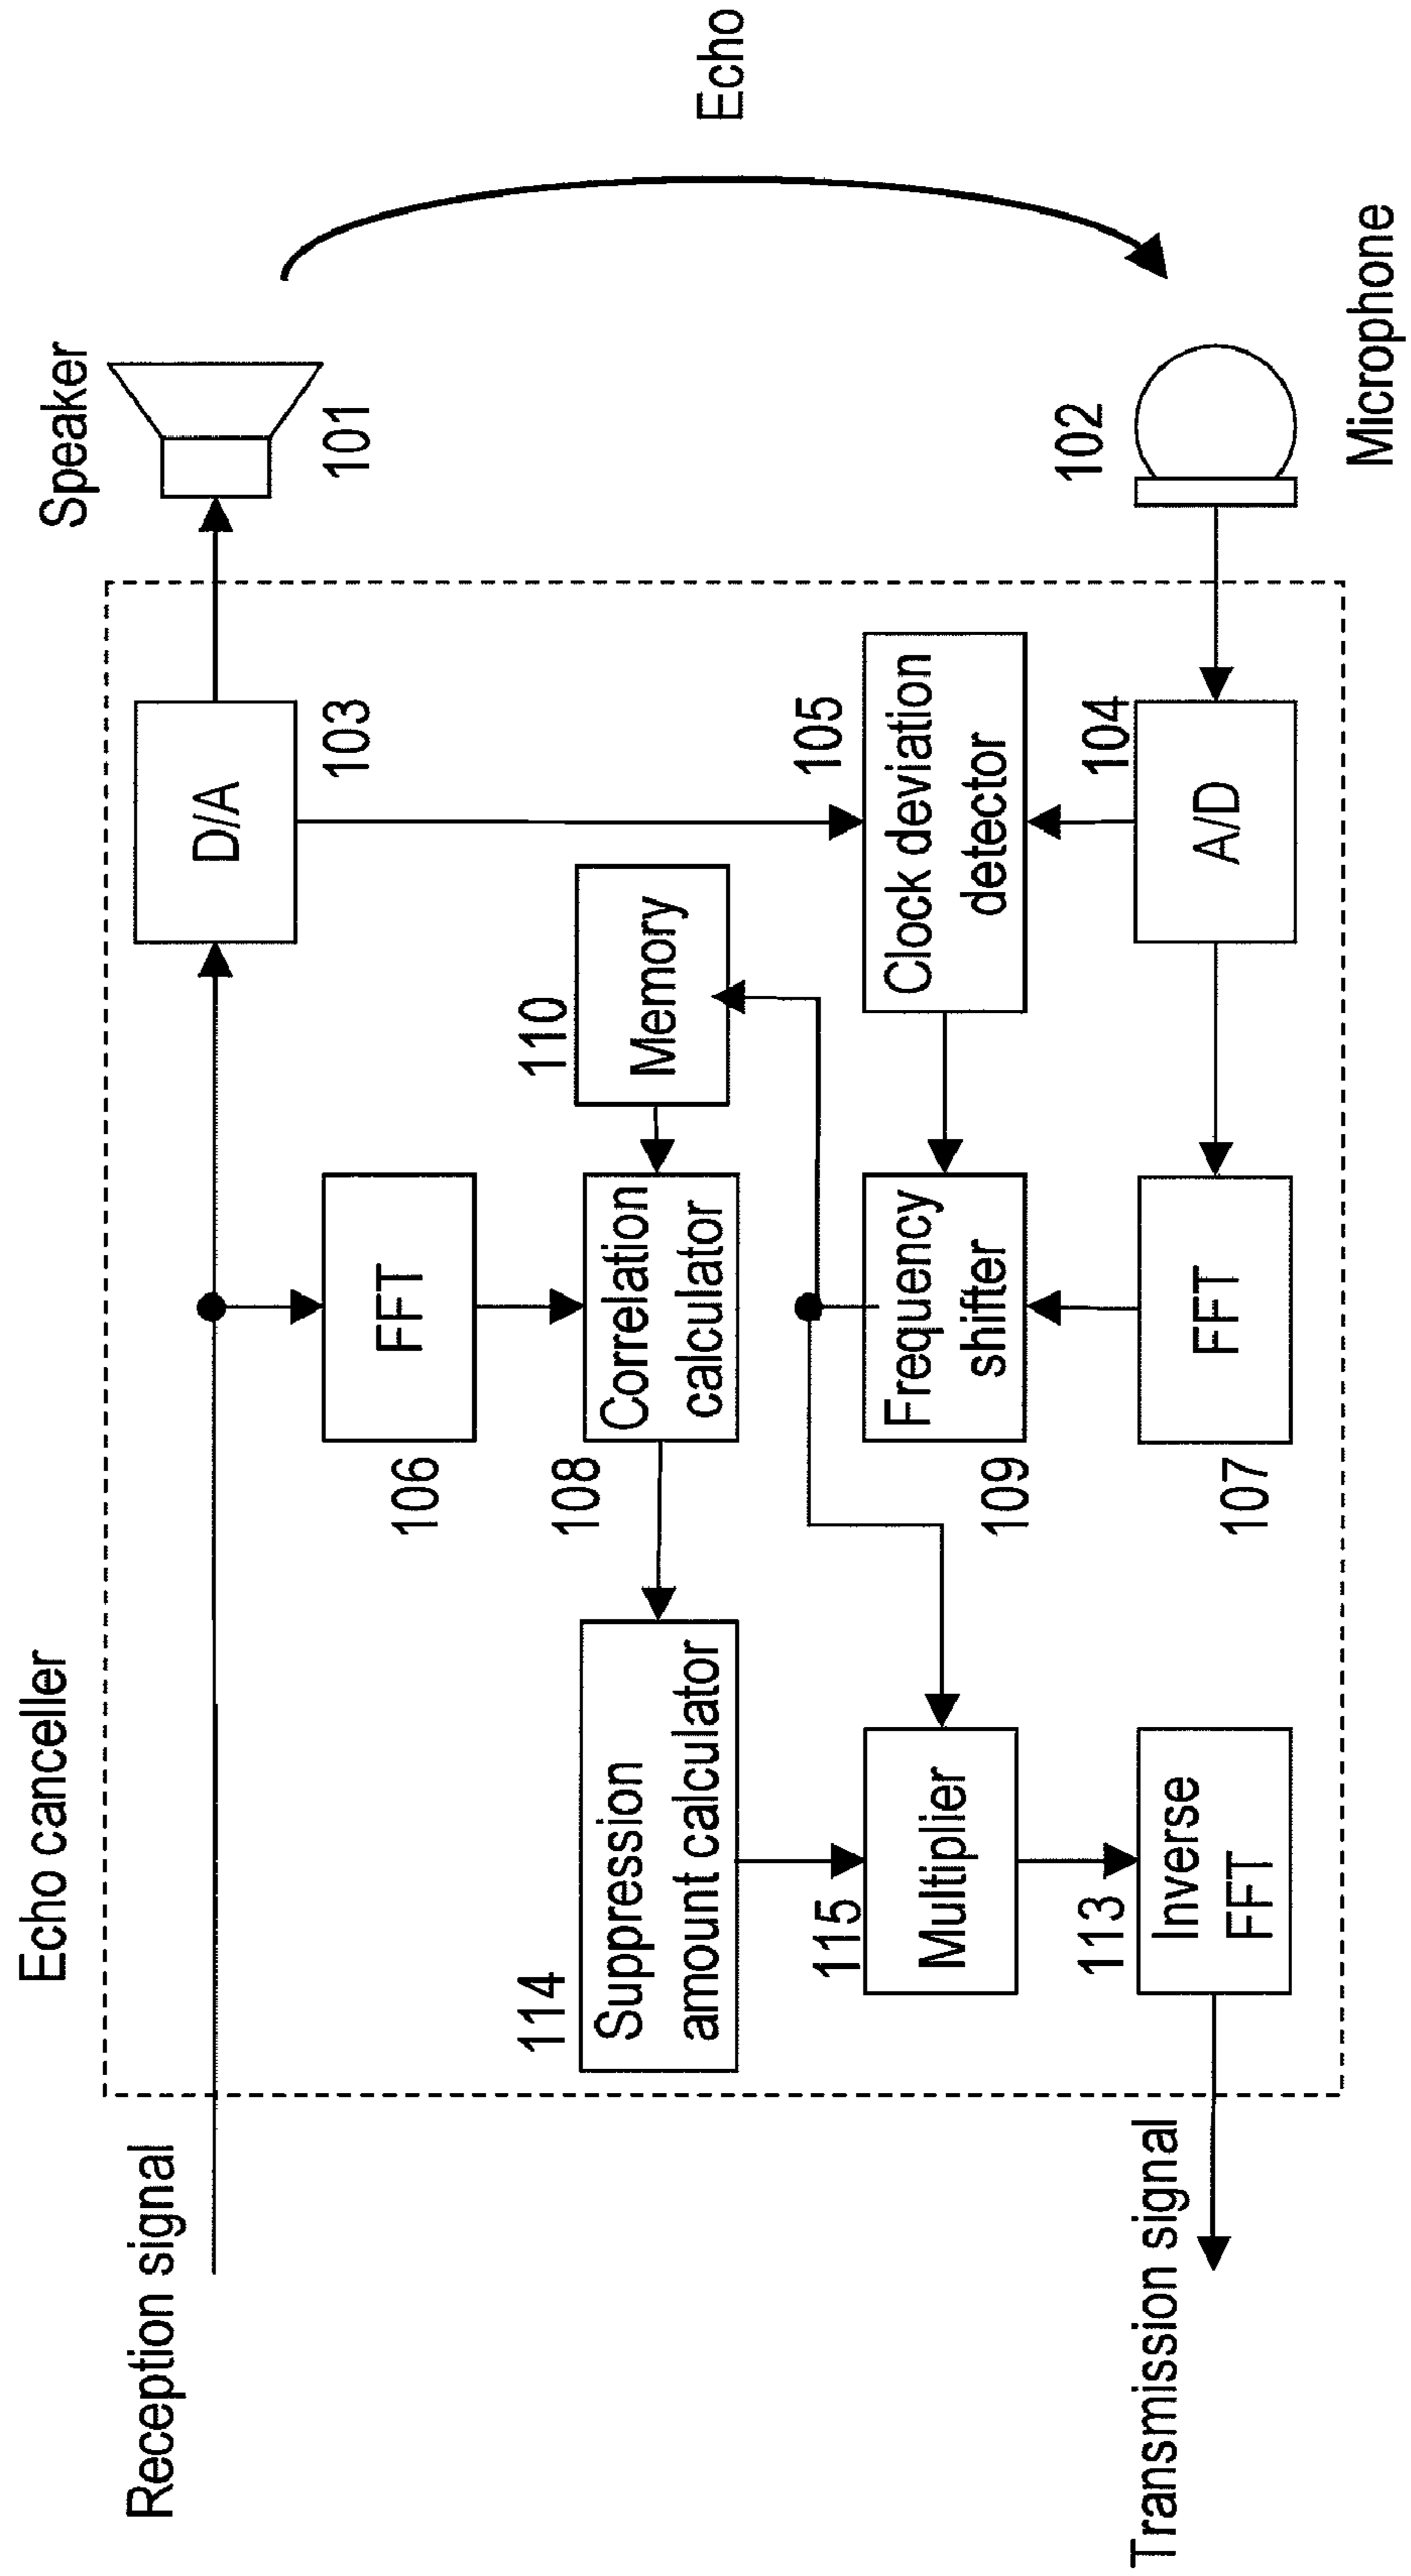 Echo canceller
Reception signal
D/A
103
Speaker
101
Echo
FFT
106
110
Memory
108
Correlation
calculator
114
Suppression
amount calculator
105
Clock deviation
detector
Frequency
shifter
109
115
Multiplier
104
A/D
102
Microphone
FFT
107
113
Inverse
FFT
Transmission signal